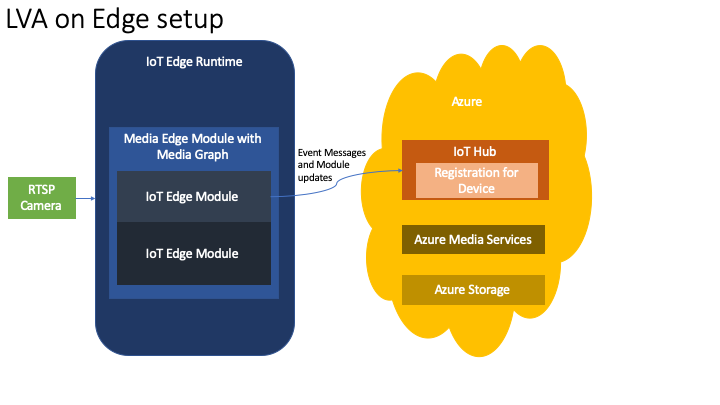 LVA on Edge setup
IoT Edge Runtime
Media Edge Module with
Media Graph
IoT Edge Module
IoT Edge Module
RTSP
Camera
Event Messages
and Module
updates
Azure
IoT Hub
Registration for
Device
Azure Media Services
Azure Storage